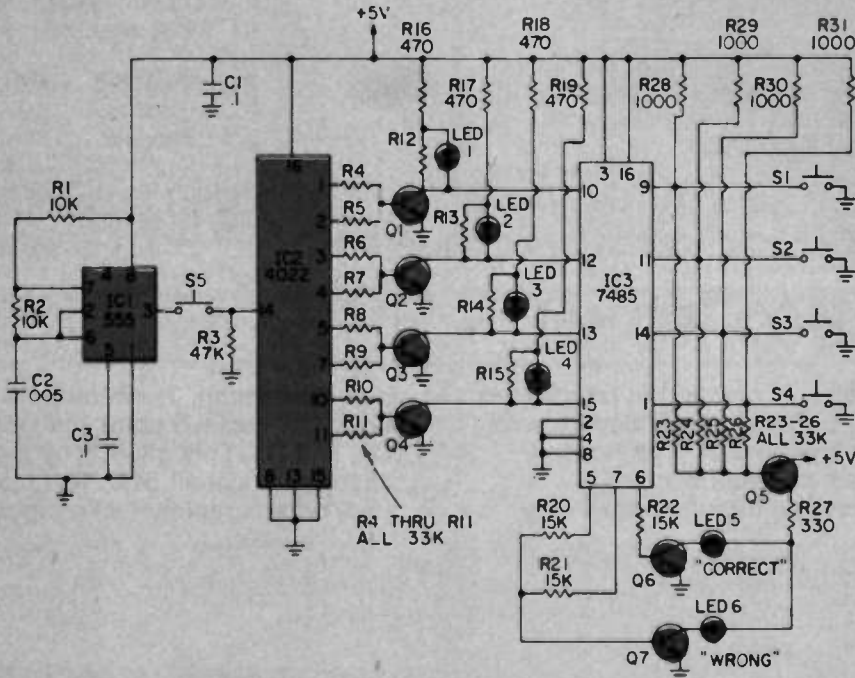 +5V
R16
470
R18
470
R29
1000
R31
1000
C1
.1
R17
470
R19
470
R28
1000
R30
1000
R12
LED
1
R1
10K
16
R4
1
3 16
10
9
S1
R5
2
Q1
R13
LED
2
IC2
4022
R6
3
12
IC3
7485
11
S2
4 8
7
IC1
555
3
S5
R7
4
Q2
LED
3
R2
10K
2
6
14
R8
5
R14
13
14
S3
R3
47K
R9
7
Q3
LED
4
5 1
C2
.005
R10
10
R15
15
1
S4
R11
11
Q4
2
4
8
R23
R24
R25
R26
R23-26
ALL 33K
+5V
C3
.1
8 13 15
5 7 6
Q5
R4 THRU R11
ALL 33K
R20
15K
R22
15K
LED5
R27
330
R21
15K
Q6
"CORRECT"
LED6
Q7
"WRONG"